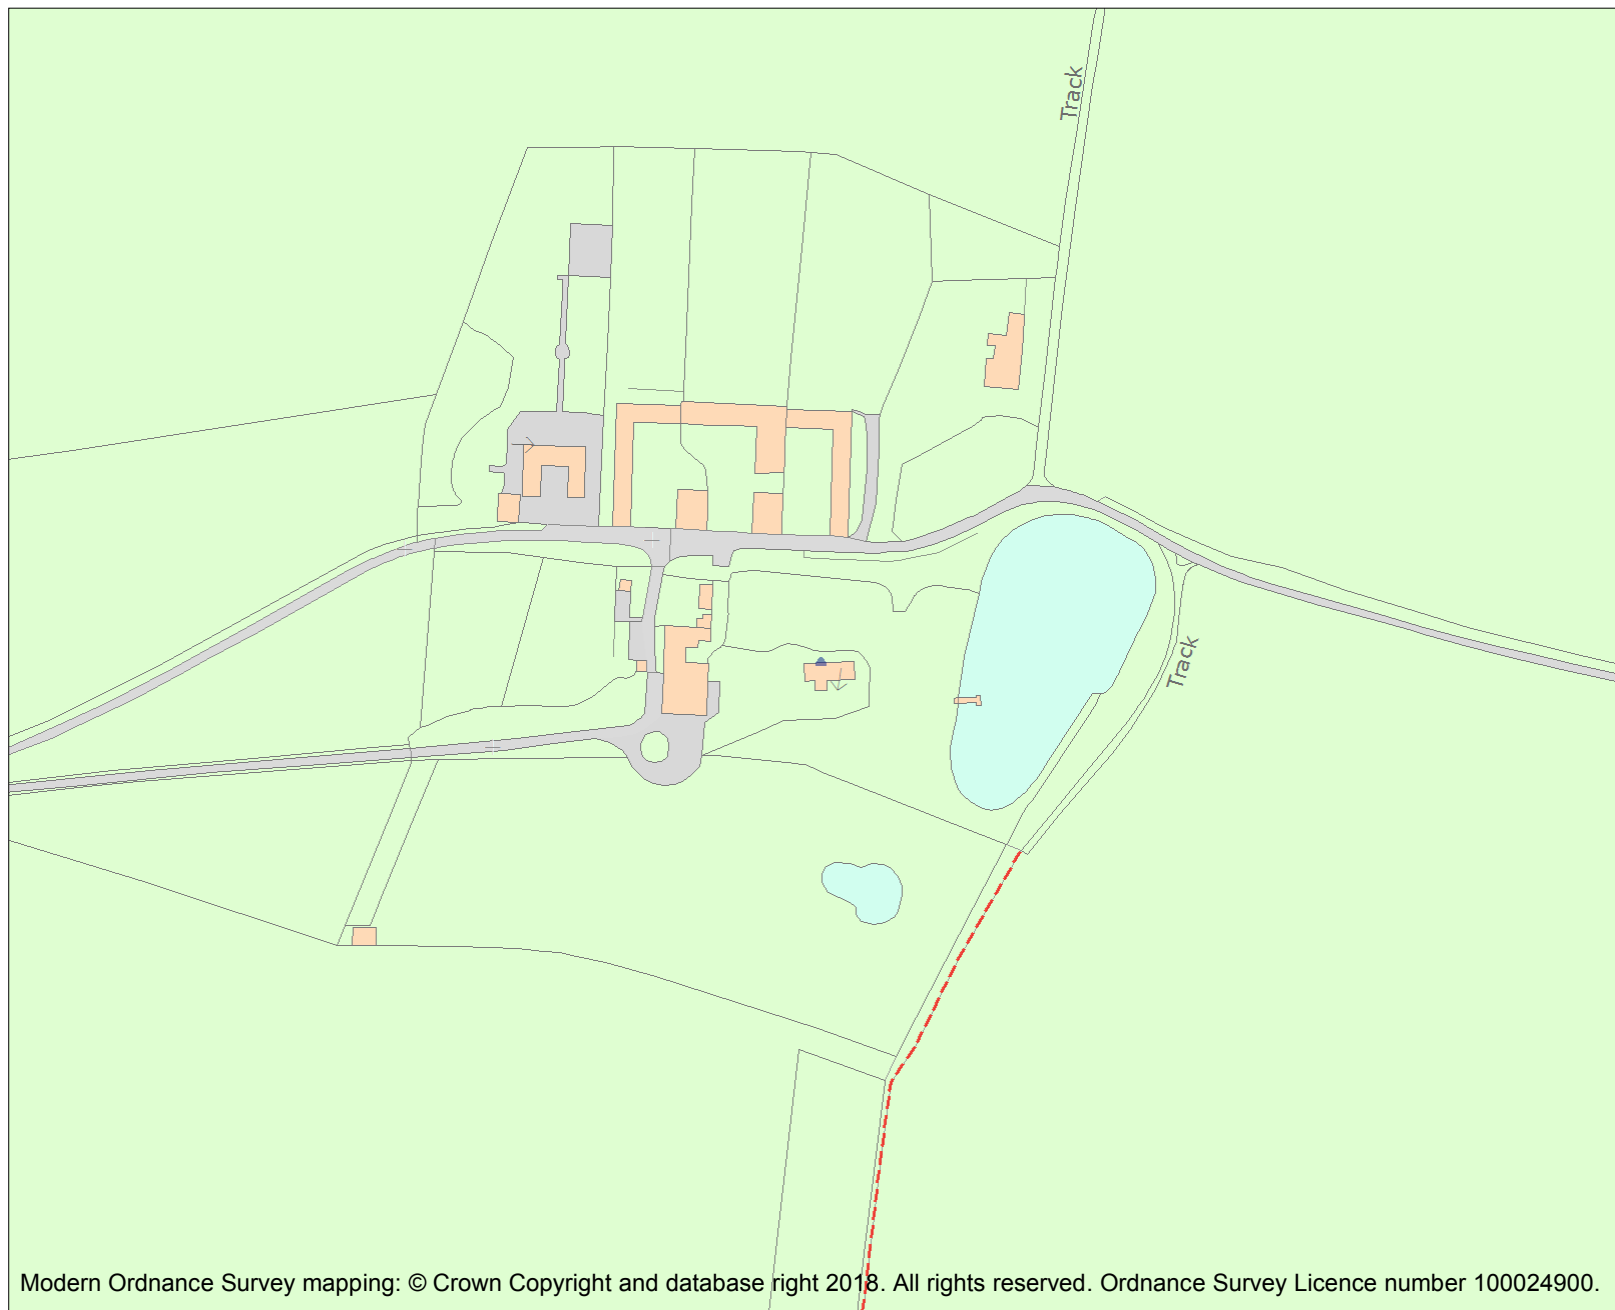 Track
Track
Modern Ordnance Survey mapping: © Crown Copyright and database right 2018. All rights reserved. Ordnance Survey Licence number 100024900.